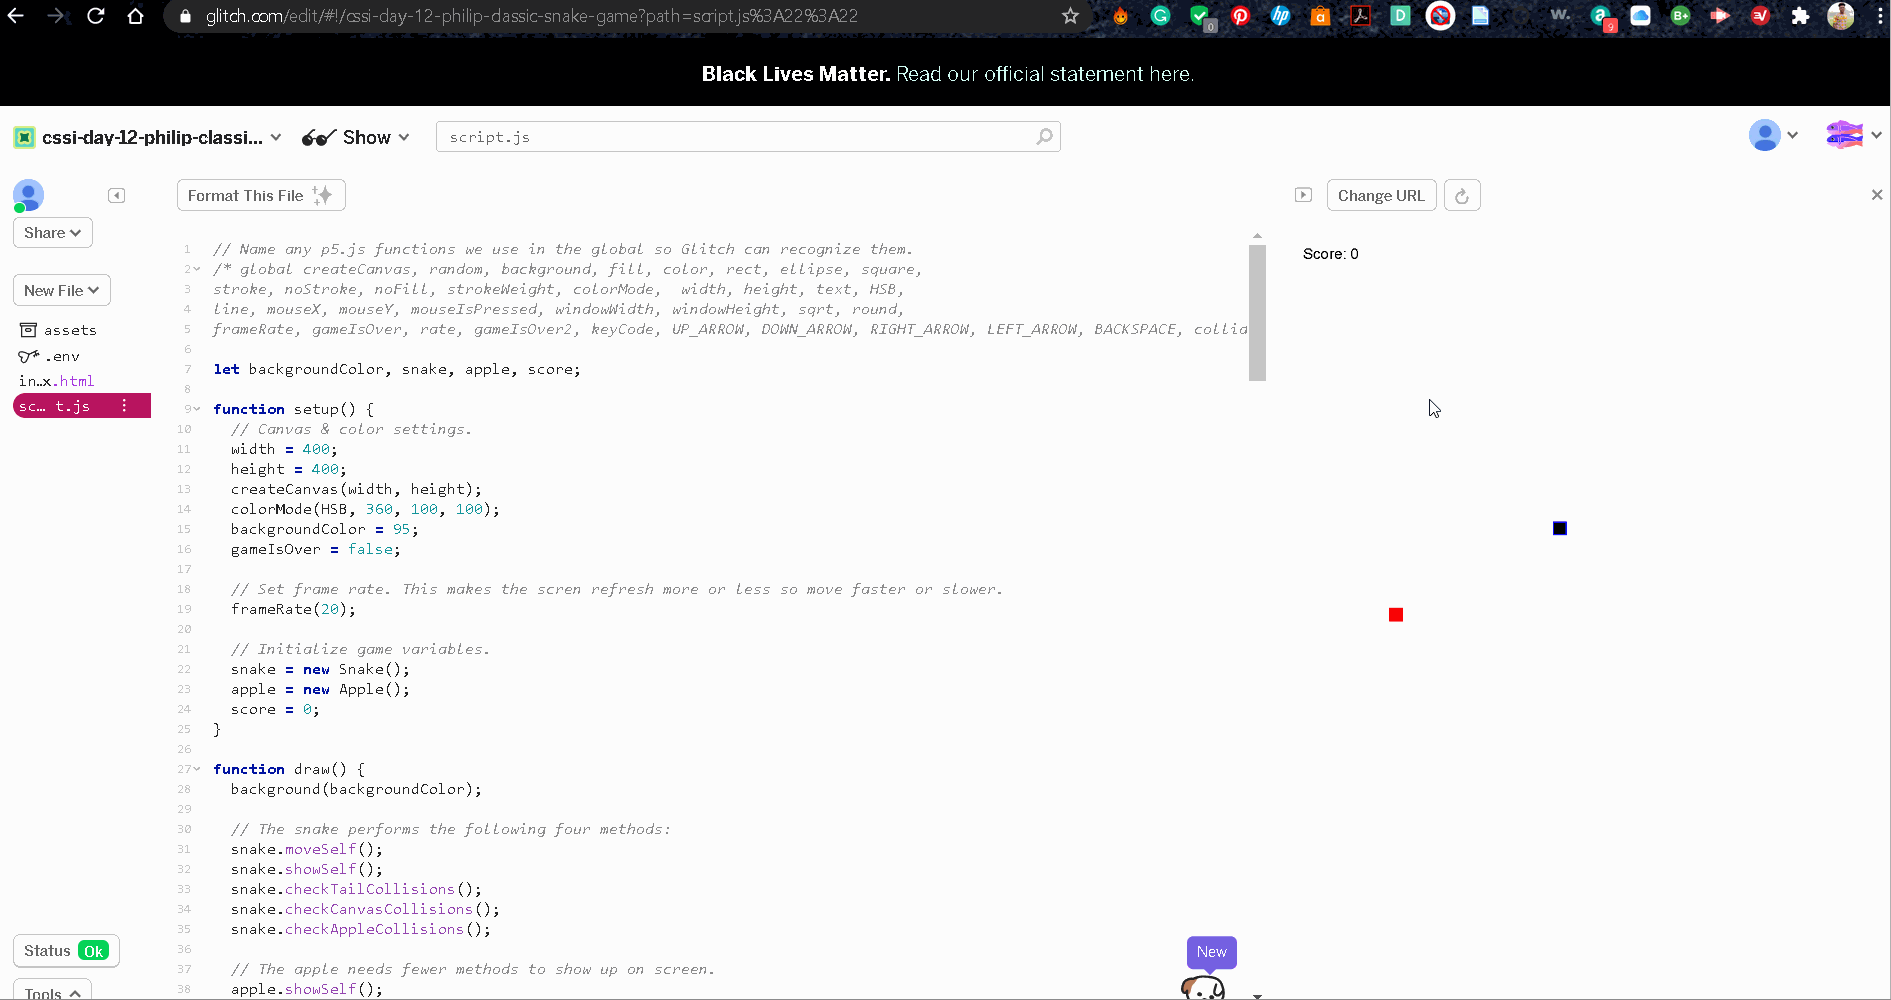 glitch.com/edit/#!/cssi-day-12-philip-classic-snake-game?path=script.js%3A22%3A22
Black Lives Matter. Read our official statement here.
cssi-day-12-philip-classi...
Show
script.js
Share
New File
assets
.env
in…x.html
sc… t.js
Status Ok
Tools
Format This File
1 // Name any p5.js functions we use in the global so Glitch can recognize them.
2 /* global createCanvas, random, background, fill, color, rect, ellipse, square,
3 stroke, noStroke, noFill, strokeWeight, colorMode,  width, height, text, HSB,
4 line, mouseX, mouseY, mouseIsPressed, windowWidth, windowHeight, sqrt, round,
5 frameRate, gameIsOver, rate, gameIsOver2, keyCode, UP_ARROW, DOWN_ARROW, RIGHT_ARROW, LEFT_ARROW, BACKSPACE, collid
6
7 let backgroundColor, snake, apple, score;
8
9 function setup() {
10   // Canvas & color settings.
11   width = 400;
12   height = 400;
13   createCanvas(width, height);
14   colorMode(HSB, 360, 100, 100);
15   backgroundColor = 95;
16   gameIsOver = false;
17
18   // Set frame rate. This makes the scren refresh more or less so move faster or slower.
19   frameRate(20);
20
21   // Initialize game variables.
22   snake = new Snake();
23   apple = new Apple();
24   score = 0;
25 }
26
27 function draw() {
28   background(backgroundColor);
29
30   // The snake performs the following four methods:
31   snake.moveSelf();
32   snake.showSelf();
33   snake.checkTailCollisions();
34   snake.checkCanvasCollisions();
35   snake.checkAppleCollisions();
36
37   // The apple needs fewer methods to show up on screen.
38   apple.showSelf();
New
Change URL
Score: 0
0
hp
a
D
w.
a
9
B+